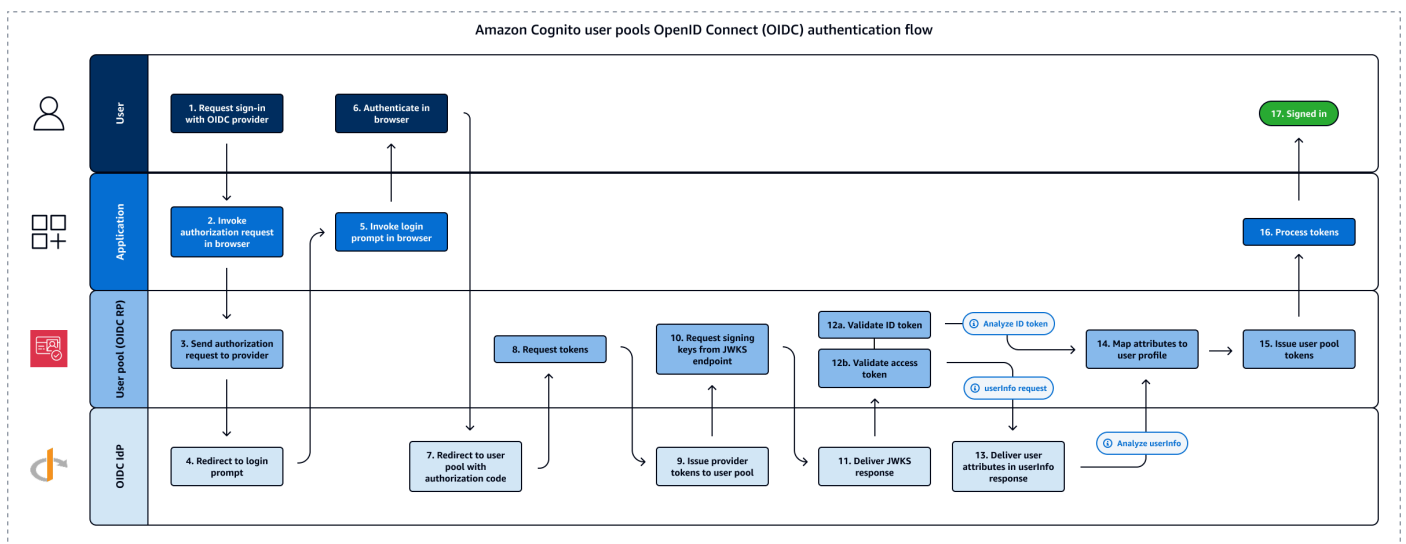 Amazon Cognito user pools OpenID Connect (OIDC) authentication flow
User
1. Request sign-in
with OIDC provider
6. Authenticate in
browser
17. Signed in
Application
2. Invoke
authorization request
in browser
5. Invoke login
prompt in browser
16. Process tokens
User pool (OIDC RP)
3. Send authorization
request to provider
8. Request tokens
10. Request signing
keys from JWKS
endpoint
12a. Validate ID token
12b. Validate access
token
Analyze ID token
userInfo request
14. Map attributes to
user profile
15. Issue user pool
tokens
OIDC IdP
4. Redirect to login
prompt
7. Redirect to user
pool with
authorization code
9. Issue provider
tokens to user pool
11. Deliver JWKS
response
13. Deliver user
attributes in userInfo
response
Analyze userInfo